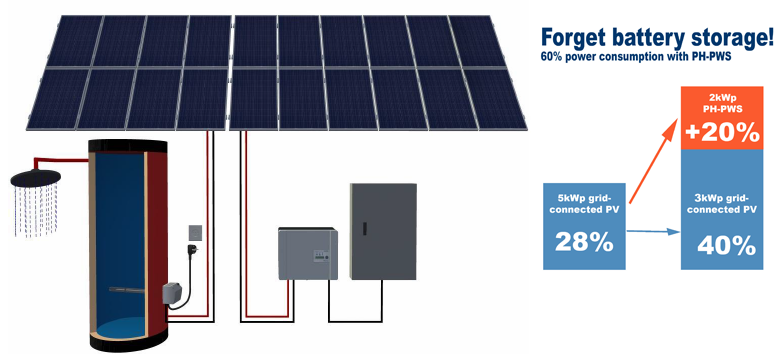 Forget battery storage!
60% power consumption with PH-PWS
2kWp
PH-PWS
+20%
5kWp grid-
connected PV
28%
3kWp grid-
connected PV
40%